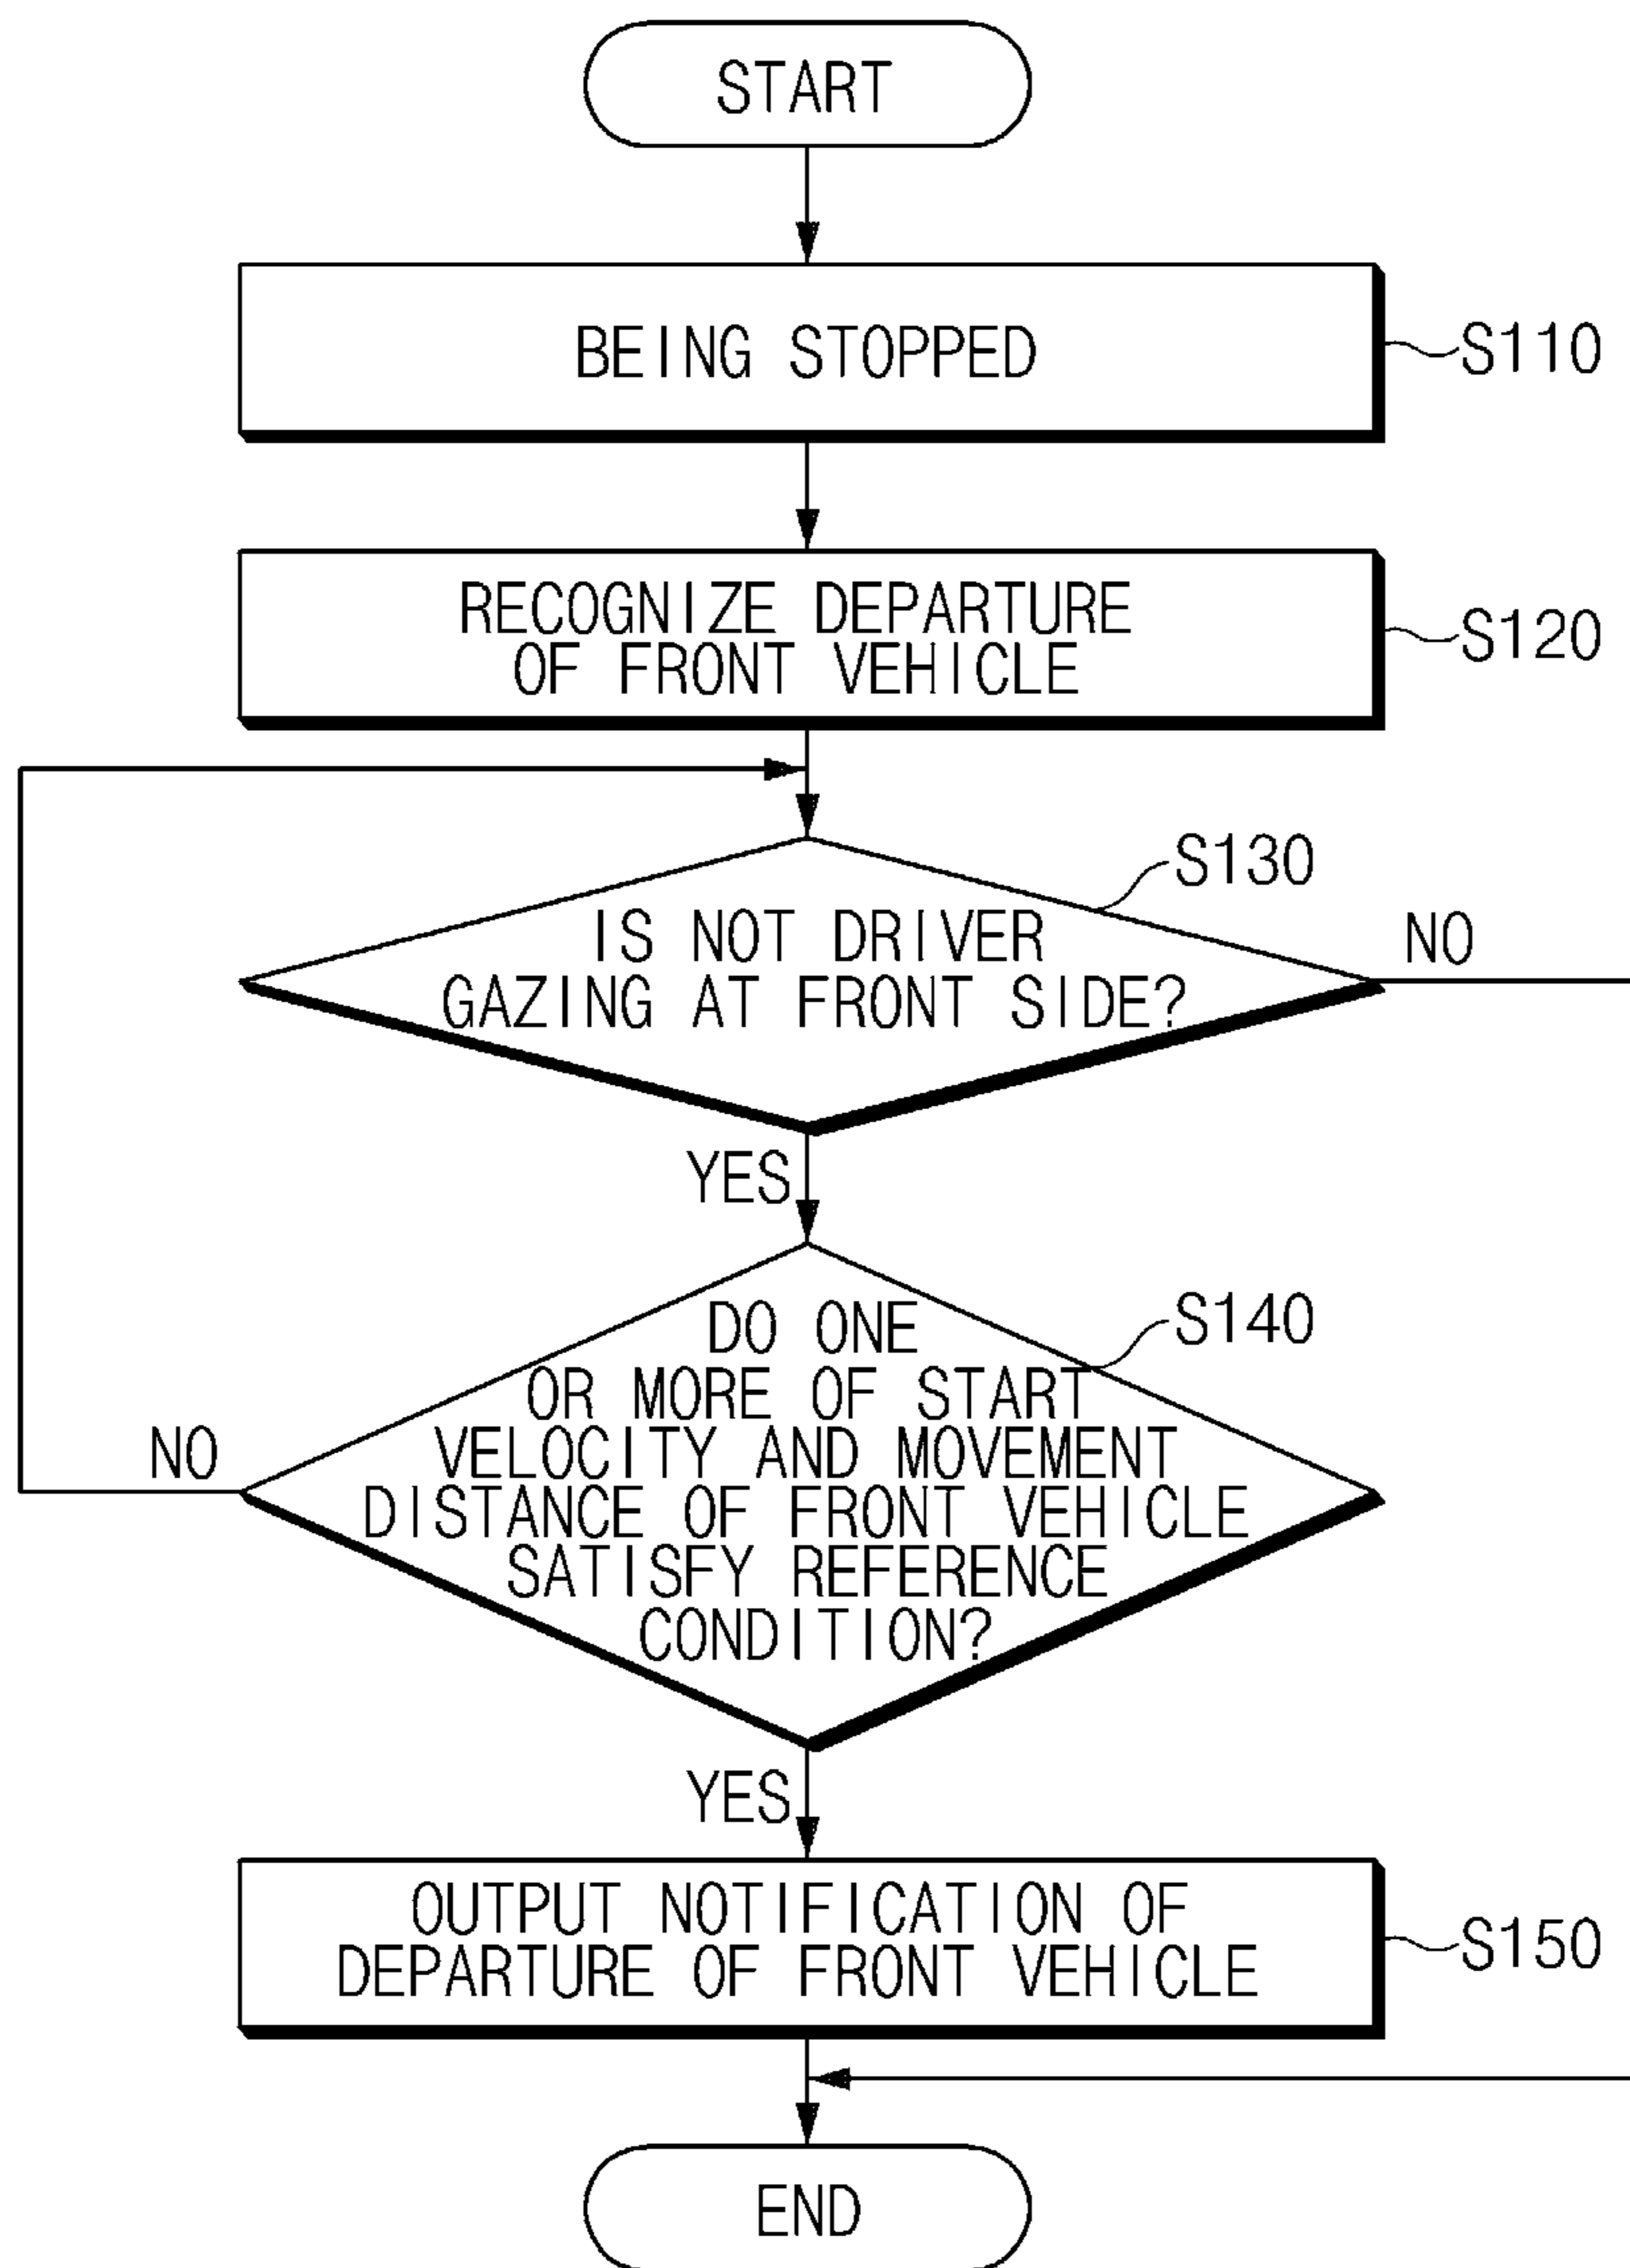 START
BEING STOPPED
S110
RECOGNIZE DEPARTURE
OF FRONT VEHICLE
S120
S130
IS NOT DRIVER
GAZING AT FRONT SIDE?
NO
YES
S140
DO ONE
OR MORE OF START
VELOCITY AND MOVEMENT
DISTANCE OF FRONT VEHICLE
SATISFY REFERENCE
CONDITION?
NO
YES
OUTPUT NOTIFICATION OF
DEPARTURE OF FRONT VEHICLE
S150
END